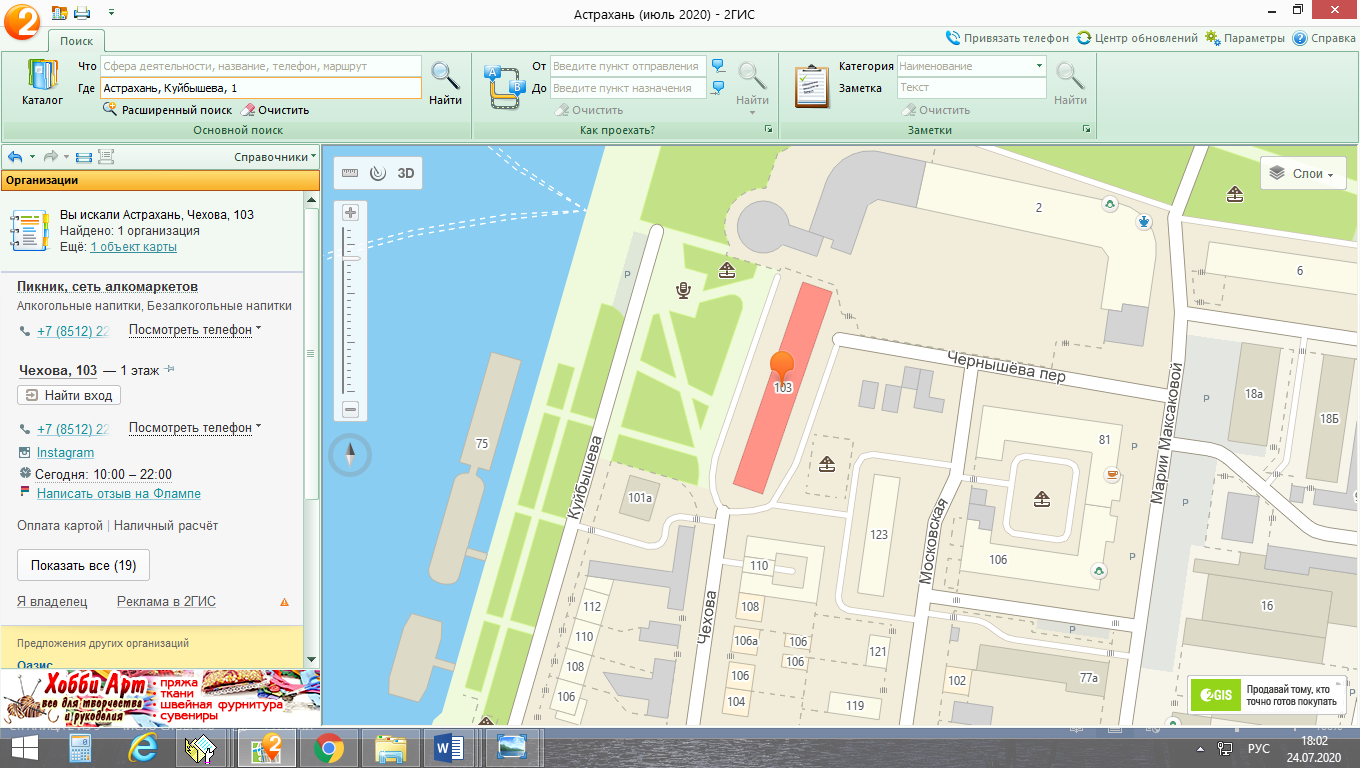 Астрахань (июль 2020) - 2ГИС
Поиск
Привязать телефон
Центр обновлений
Параметры
Справка
Каталог
Что
Сфера деятельности, название, телефон, маршрут
Где
Астрахань, Куйбышева, 1
Расширенный поиск
Очистить
Найти
Основной поиск
От
Введите пункт отправления
До
Введите пункт назначения
Очистить
Найти
Как проехать?
Категория
Наименование
Заметка
Текст
Очистить
Найти
Заметки
Справочники
Организации
Вы искали Астрахань, Чехова, 103
Найдено: 1 организация
Ещё: 1 объект карты
Пикник, сеть алкомаркетов
Алкогольные напитки, Безалкогольные напитки
+7 (8512) 22
Посмотреть телефон
Чехова, 103 — 1 этаж
Найти вход
+7 (8512) 22
Посмотреть телефон
Instagram
Сегодня: 10:00 – 22:00
Написать отзыв на Флампе
Оплата картой | Наличный расчёт
Показать все (19)
Я владелец
Реклама в 2ГИС
Предложения других организаций
Оазис
Хобби Арт
все для творчества
и рукоделия
• пряжа
ткани
• швейная фурнитура
• сувениры
3D
Слои
2
6
P
Чернышёва пер
103
18а
18Б
P
75
Куйбышева
Марии Максаковой
81
P
101а
123
Московская
106
P
110
Чехова
112
108
110
106а
106
106
121
108
106
106
104
119
102
77а
P
16
2GIS
Продавай тому, кто
точно готов покупать
РУС
18:02
24.07.2020